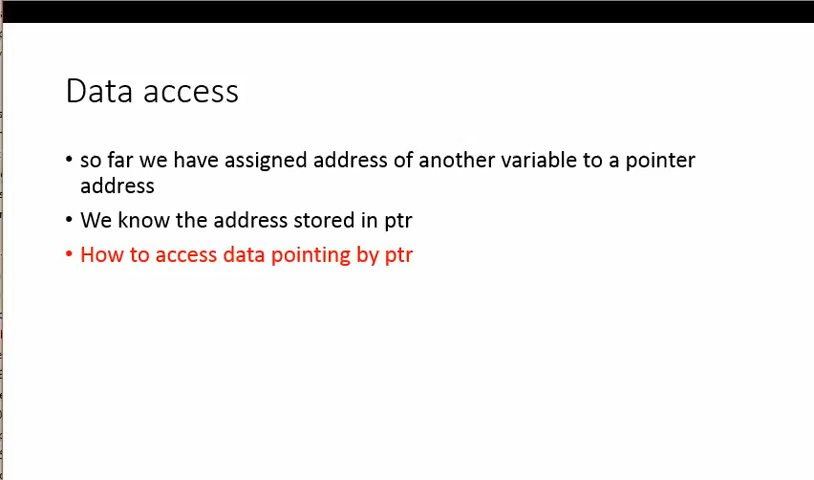 Data access
• so far we have assigned address of another variable to a pointer
address
• We know the address stored in ptr
• How to access data pointing by ptr